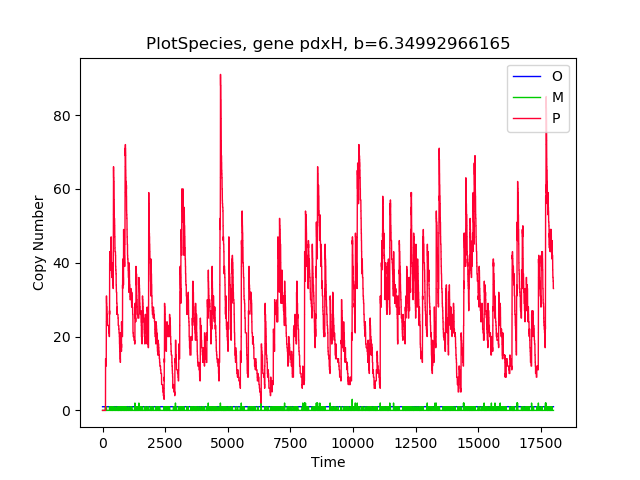 PlotSpecies, gene pdxH, b=6.34992966165
O
M
P
80
60
40
20
0
Copy Number
0 2500 5000 7500 10000 12500 15000 17500
Time